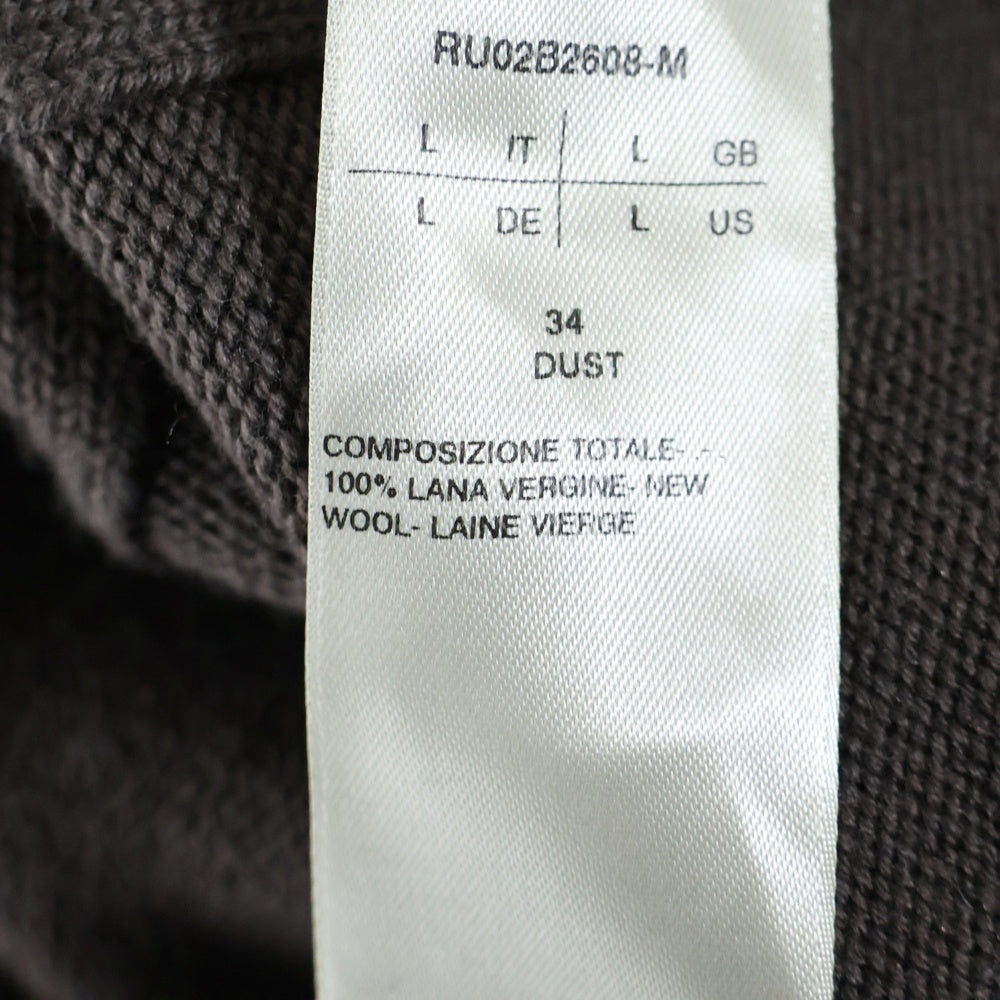 RU02B2608-M
L IT L GB
L DE L US
34
DUST
COMPOSIZIONE TOTALE-
100% LANA VERGINE- NEW
WOOL- LAINE VIERGE